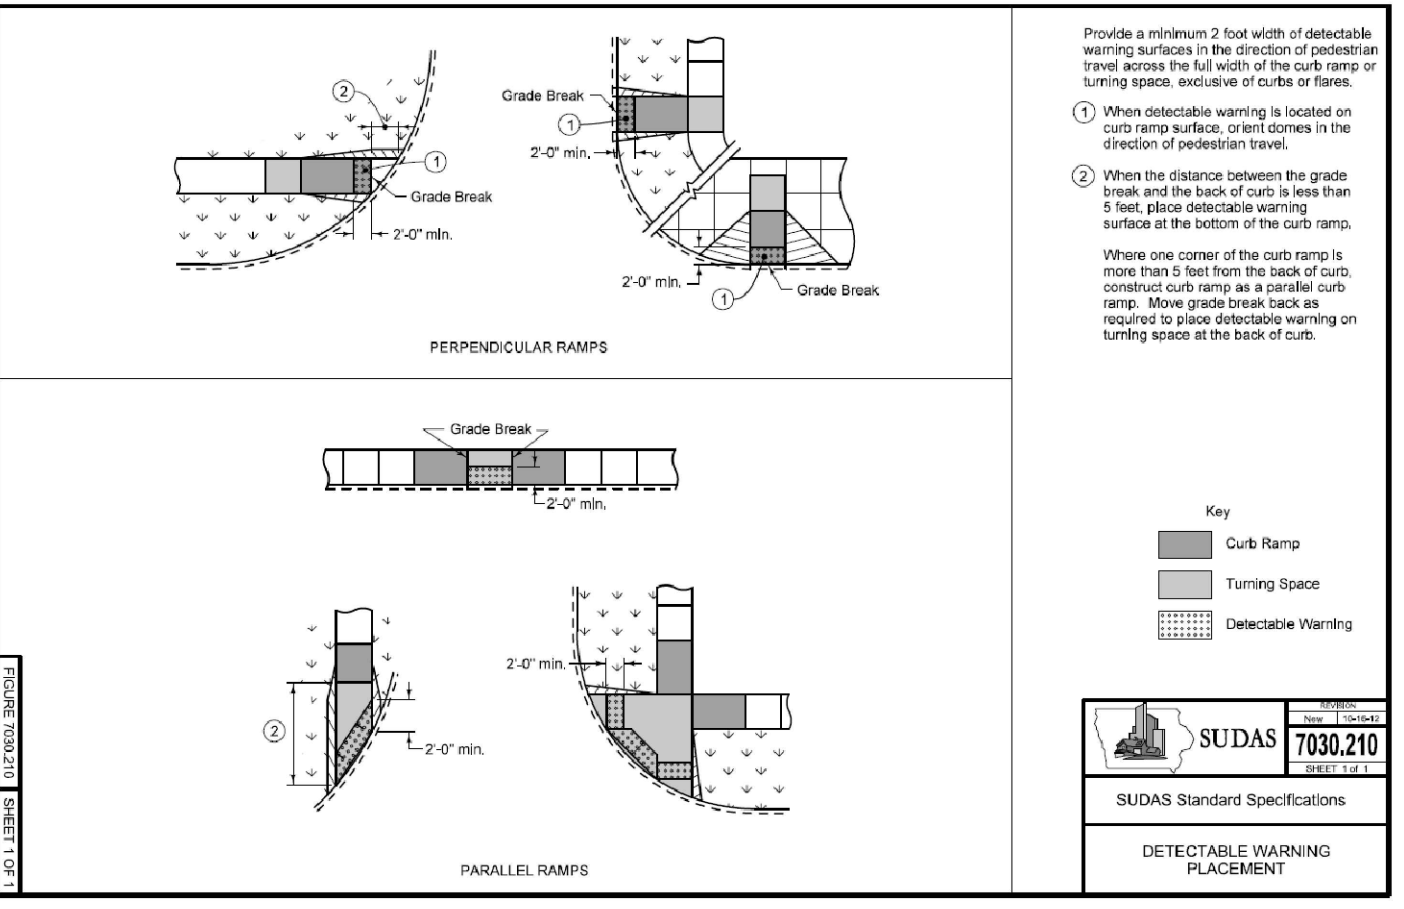 Provide a minimum 2 foot width of detectable
warning surfaces in the direction of pedestrian
travel across the full width of the curb ramp or
turning space, exclusive of curbs or flares.
1 When detectable warning is located on
curb ramp surface, orient domes in the
direction of pedestrian travel.
2 When the distance between the grade
break and the back of curb is less than
5 feet, place detectable warning
surface at the bottom of the curb ramp.
Where one corner of the curb ramp is
more than 5 feet from the back of curb,
construct curb ramp as a parallel curb
ramp. Move grade break back as
required to place detectable warning on
turning space at the back of curb.
2
1
Grade Break
2'-0" min.
Grade Break
1
2'-0" min.
2'-0" min.
1
Grade Break
PERPENDICULAR RAMPS
Grade Break
2'-0" min.
2
2'-0" min.
2'-0" min.
PARALLEL RAMPS
Key
Curb Ramp
Turning Space
Detectable Warning
FIGURE 7030.210
SHEET 1 OF 1
SUDAS
REVISION
New 10-16-12
7030.210
SHEET 1 of 1
SUDAS Standard Specifications
DETECTABLE WARNING
PLACEMENT